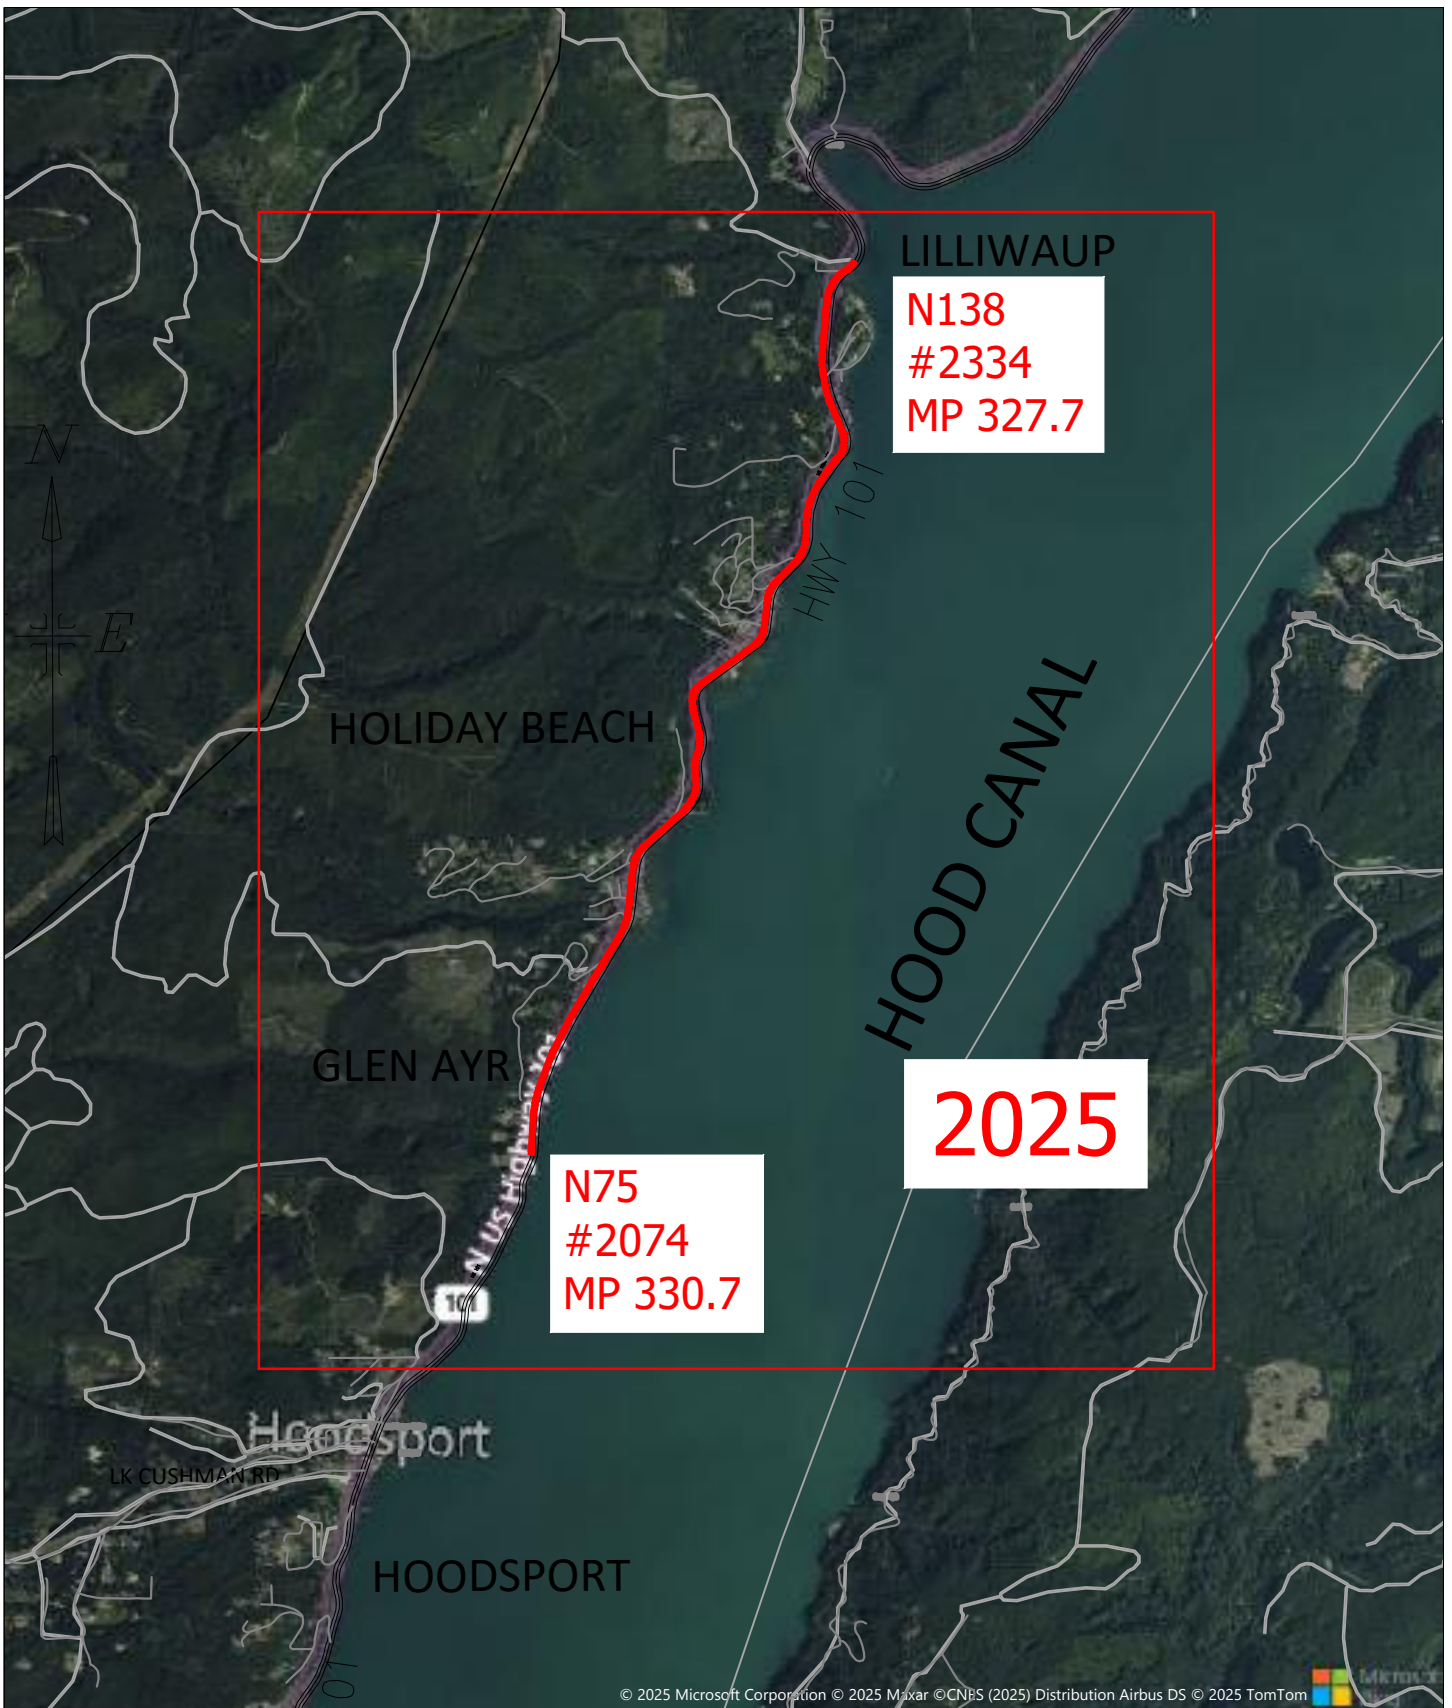 LILLIWAUP
N138
#2334
MP 327.7
N
HWY 101
E
HOLIDAY BEACH
HOOD CANAL
GLEN AYR
2025
N US Highway 101
N75
#2074
MP 330.7
101
Hoodsport
LK CUSHMAN RD
HOODSPORT
© 2025 Microsoft Corporation © 2025 Maxar ©CNES (2025) Distribution Airbus DS © 2025 TomTom
Microsoft